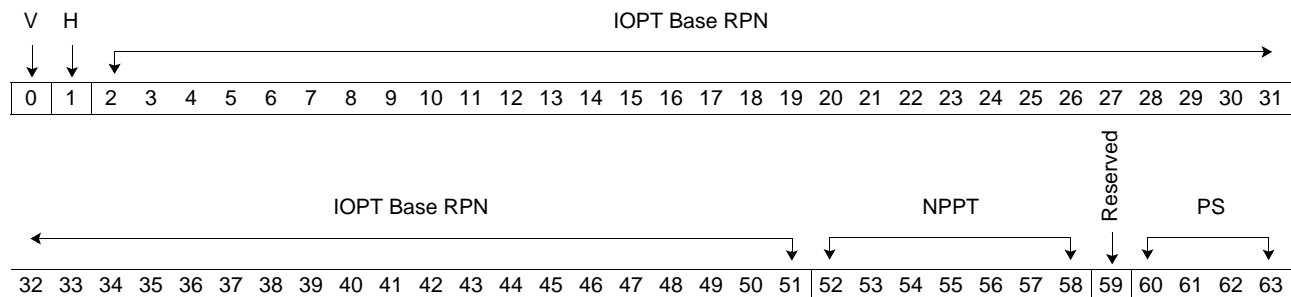 V H IOPT Base RPN
0 1 2 3 4 5 6 7 8 9 10 11 12 13 14 15 16 17 18 19 20 21 22 23 24 25 26 27 28 29 30 31
IOPT Base RPN NPPT Reserved PS
32 33 34 35 36 37 38 39 40 41 42 43 44 45 46 47 48 49 50 51 52 53 54 55 56 57 58 59 60 61 62 63